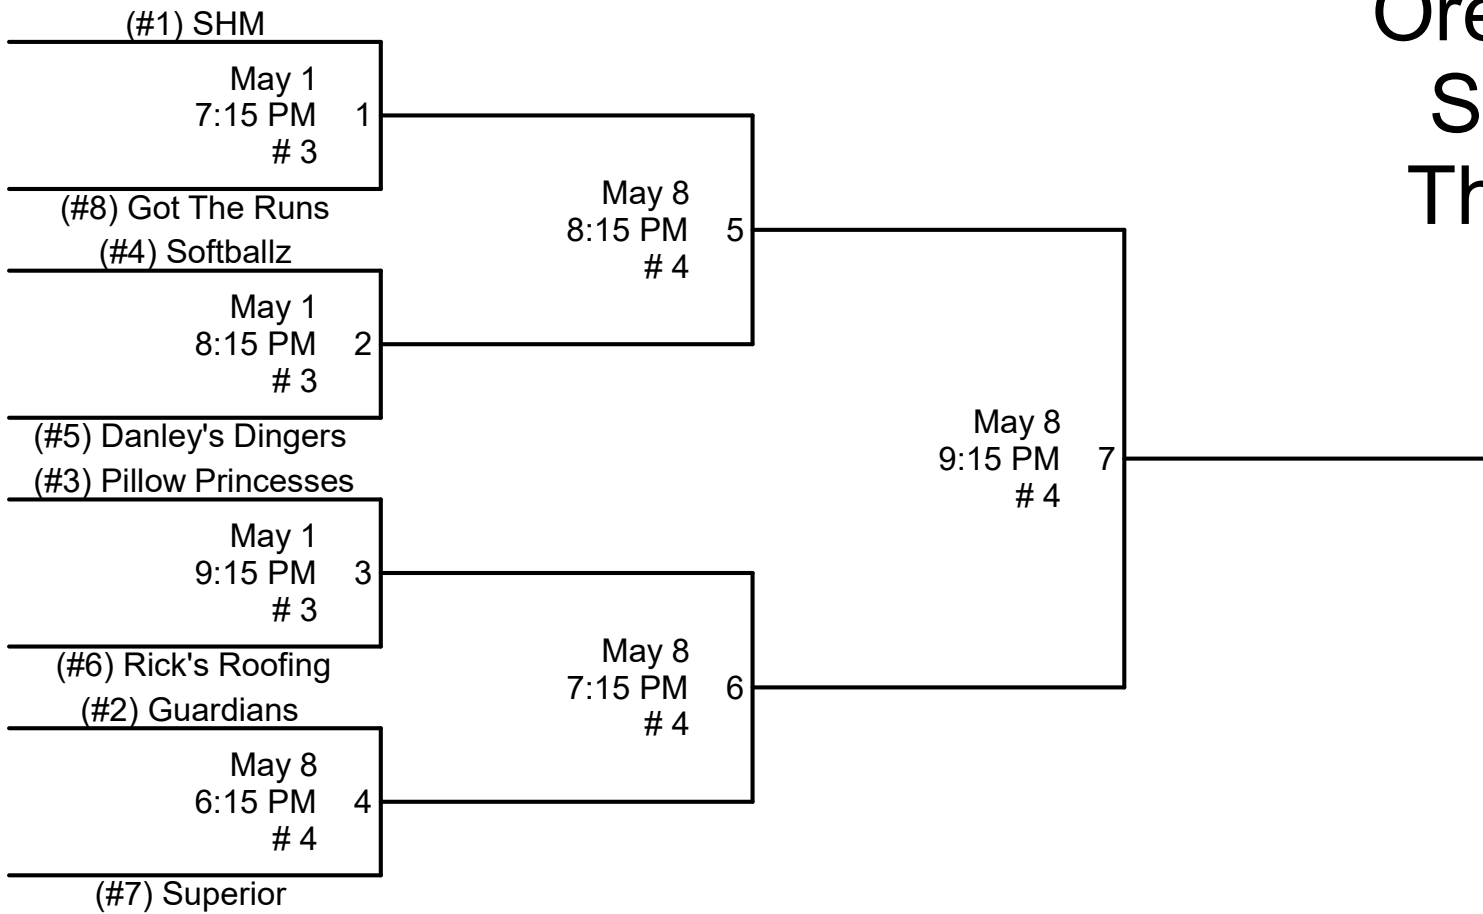 (#1) SHM
May 1
7:15 PM 1
# 3
(#8) Got The Runs
(#4) Softballz
May 1
8:15 PM 2
# 3
(#5) Danley's Dingers
(#3) Pillow Princesses
May 1
9:15 PM 3
# 3
(#6) Rick's Roofing
(#2) Guardians
May 8
6:15 PM 4
# 4
(#7) Superior
May 8
8:15 PM 5
# 4
May 8
7:15 PM 6
# 4
May 8
9:15 PM 7
# 4